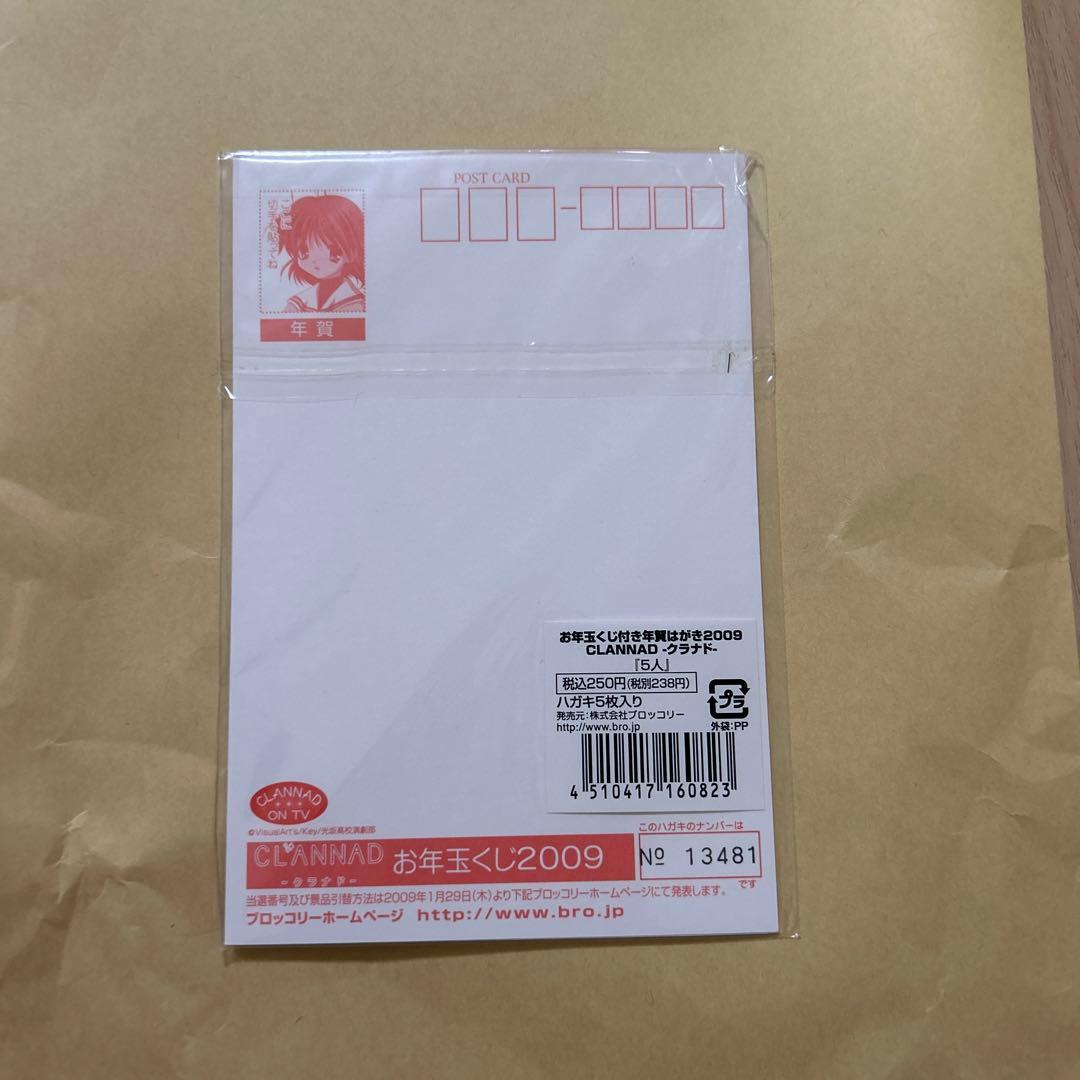 POST CARD
ここに
切手を貼ってね
年賀
お年玉くじ付き年賀はがき2009
CLANNAD -クラナド-
『5人』
税込250円(税別238円)
ハガキ5枚入り
発売元:株式会社ブロッコリー
http://www.bro.jp
プラ
外袋:PP
4 510417 160823
CLANNAD
ON TV
©VisualArt's/Key/光坂高校演劇部
このハガキのナンバーは
CLANNAD
-クラナド-
お年玉くじ2009
№ 13481
です
当選番号及び景品引替方法は2009年1月29日(木)より下記ブロッコリーホームページにて発表します。
ブロッコリーホームページ http://www.bro.jp